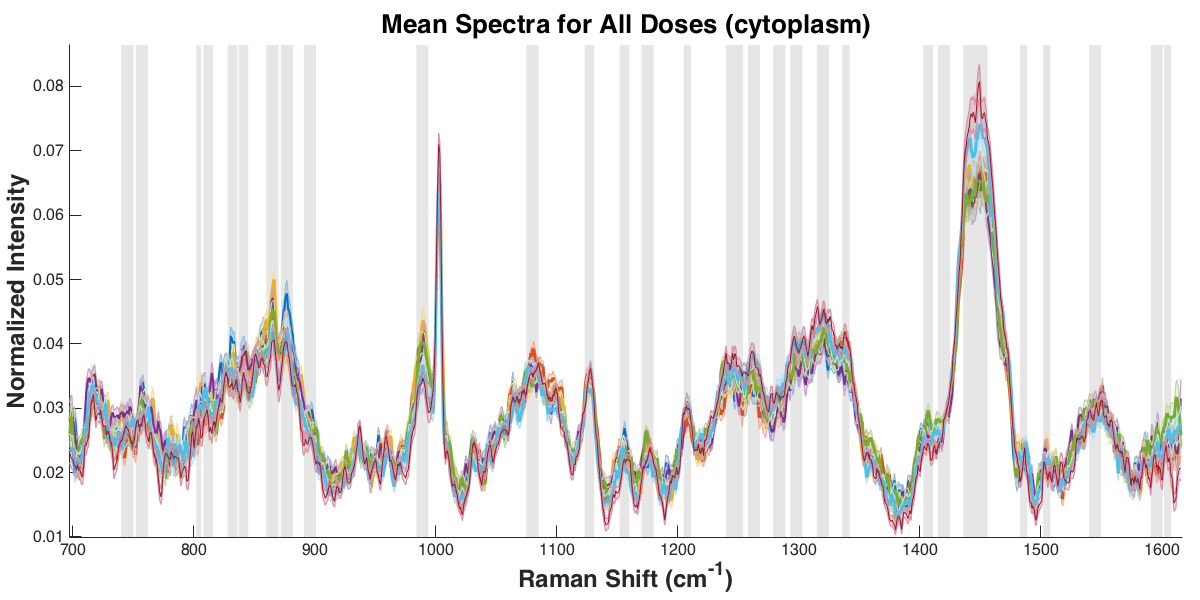 Mean Spectra for All Doses (cytoplasm)
Normalized Intensity
0.08
0.07
0.06
0.05
0.04
0.03
0.02
0.01
700 800 900 1000 1100 1200 1300 1400 1500 1600
Raman Shift (cm⁻¹)